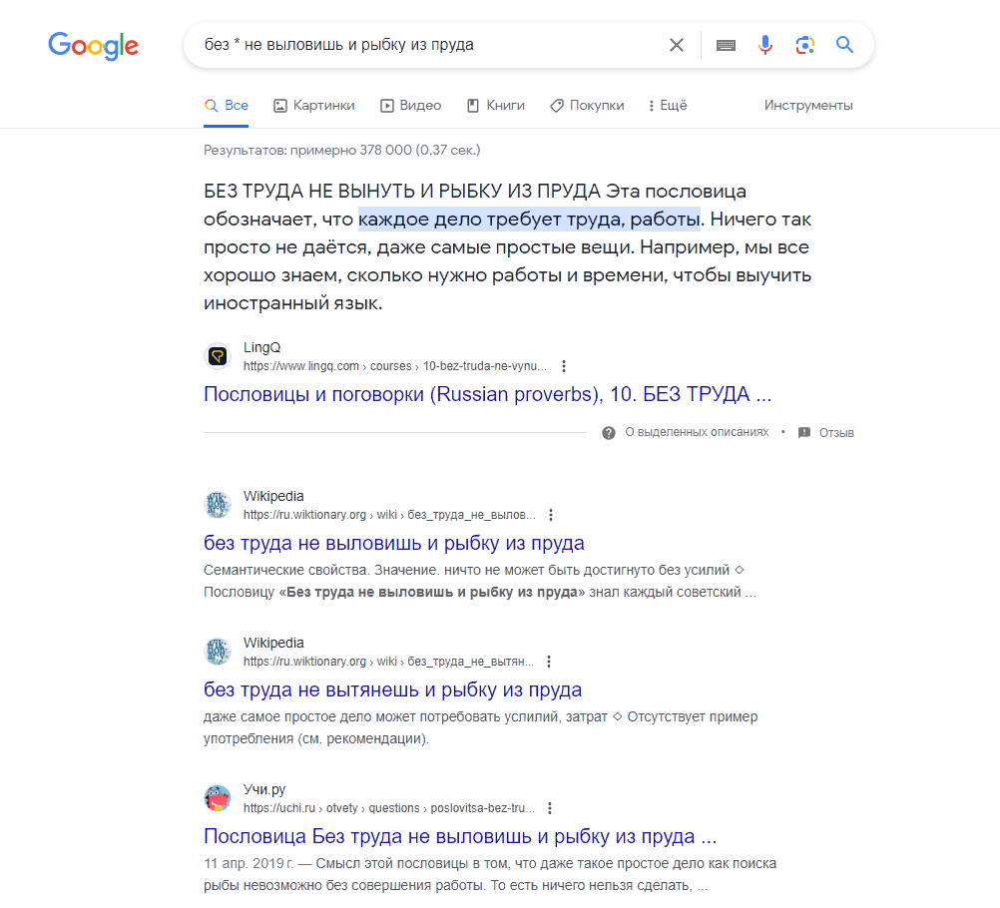 Google
без * не выловишь и рыбку из пруда
Все Картинки Видео Книги Покупки Ещё Инструменты
Результатов: примерно 378 000 (0,37 сек.)
БЕЗ ТРУДА НЕ ВЫНУТЬ И РЫБКУ ИЗ ПРУДА Эта пословица
обозначает, что каждое дело требует труда, работы. Ничего так
просто не даётся, даже самые простые вещи. Например, мы все
хорошо знаем, сколько нужно работы и времени, чтобы выучить
иностранный язык.
LingQ
https://www.lingq.com › courses › 10-bez-truda-ne-vynu...
Пословицы и поговорки (Russian proverbs), 10. БЕЗ ТРУДА ...
О выделенных описаниях • Отзыв
Wikipedia
https://ru.wiktionary.org › wiki › без_труда_не_вылов...
без труда не выловишь и рыбку из пруда
Семантические свойства. Значение. ничто не может быть достигнуто без усилий ◇
Пословицу «Без труда не выловишь и рыбку из пруда» знал каждый советский ...
Wikipedia
https://ru.wiktionary.org › wiki › без_труда_не_вытян...
без труда не вытянешь и рыбку из пруда
даже самое простое дело может потребовать услилий, затрат ◇ Отсутствует пример
употребления (см. рекомендации).
Учи.ру
https://uchi.ru › otvety › questions › poslovitsa-bez-tru...
Пословица Без труда не выловишь и рыбку из пруда ...
11 апр. 2019 г. — Смысл этой пословицы в том, что даже такое простое дело как поиска
рыбы невозможно без совершения работы. То есть ничего нельзя сделать, ...